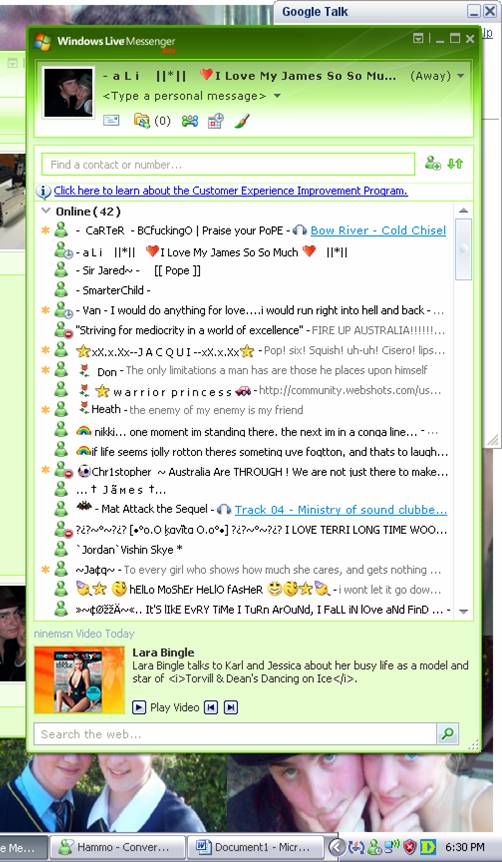 Google Talk
lp
Windows Live Messenger
- a L i    ||*||    I Love My James So So Mu...   (Away)
<Type a personal message>
(0)
Find a contact or number...
Click here to learn about the Customer Experience Improvement Program.
Online ( 42 )
- CaRTeR - BCfuckingO | Praise your PoPE - Bow River - Cold Chisel
- a L i    ||*||    I Love My James So So Much    ||*||
- Sir Jared~ -    [[ Pope ]]
- SmarterChild -
- Van - I would do anything for love....i would run right into hell and back - ...
"Striving for mediocrity in a world of excellence" - FIRE UP AUSTRALIA!!!!!!...
xX.x.Xx--J A C Q U I --xX.x.Xx - Pop! six! Squish! uh-uh! Cisero! lips...
Don - The only limitations a man has are those he places upon himself
w a r r i o r  p r i n c e s s - http://community.webshots.com/us...
Heath - the enemy of my enemy is my friend
nikki... one moment im standing there. the next im in a conga line... - ...
if life seems jolly rotton theres someting uve fogtton, and thats to laugh...
Chr1stopher ~ Australia Are THROUGH ! We are not just there to make...
...† Jãmes †...
- Mat Attack the Sequel - Track 04 - Ministry of sound clubbe...
?¿?~°~?¿? [•°o.O ķανῖtα O.o°•] ?¿?~°~?¿? I LOVE TERRI LONG TIME WOO...
`Jordan`Vishin Skye *
~Ja¢q~ - To every girl who shows how much she cares, and gets nothing ...
hElLo MoShEr HeLlO fAsHeR - i wont let it go dow...
»~¢ØžžÄ~«.. It'S lIkE EvRY TiMe I TuRn ArOuNd, I FaLL iN lOve aNd FinD ...
ninemsn Video Today
Lara Bingle
Lara Bingle talks to Karl and Jessica about her busy life as a model and
star of <i>Torvill & Dean's Dancing on Ice</i>.
Play Video
Search the web...
e Me...
Hammo - Conver...
Document1 - Micr...
6:30 PM